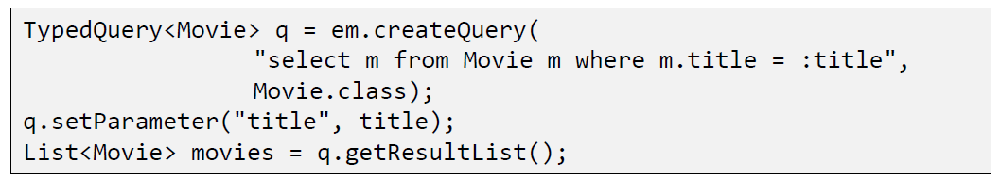 TypedQuery<Movie> q = em.createQuery(
"select m from Movie m where m.title = :title",
Movie.class);
q.setParameter("title", title);
List<Movie> movies = q.getResultList();